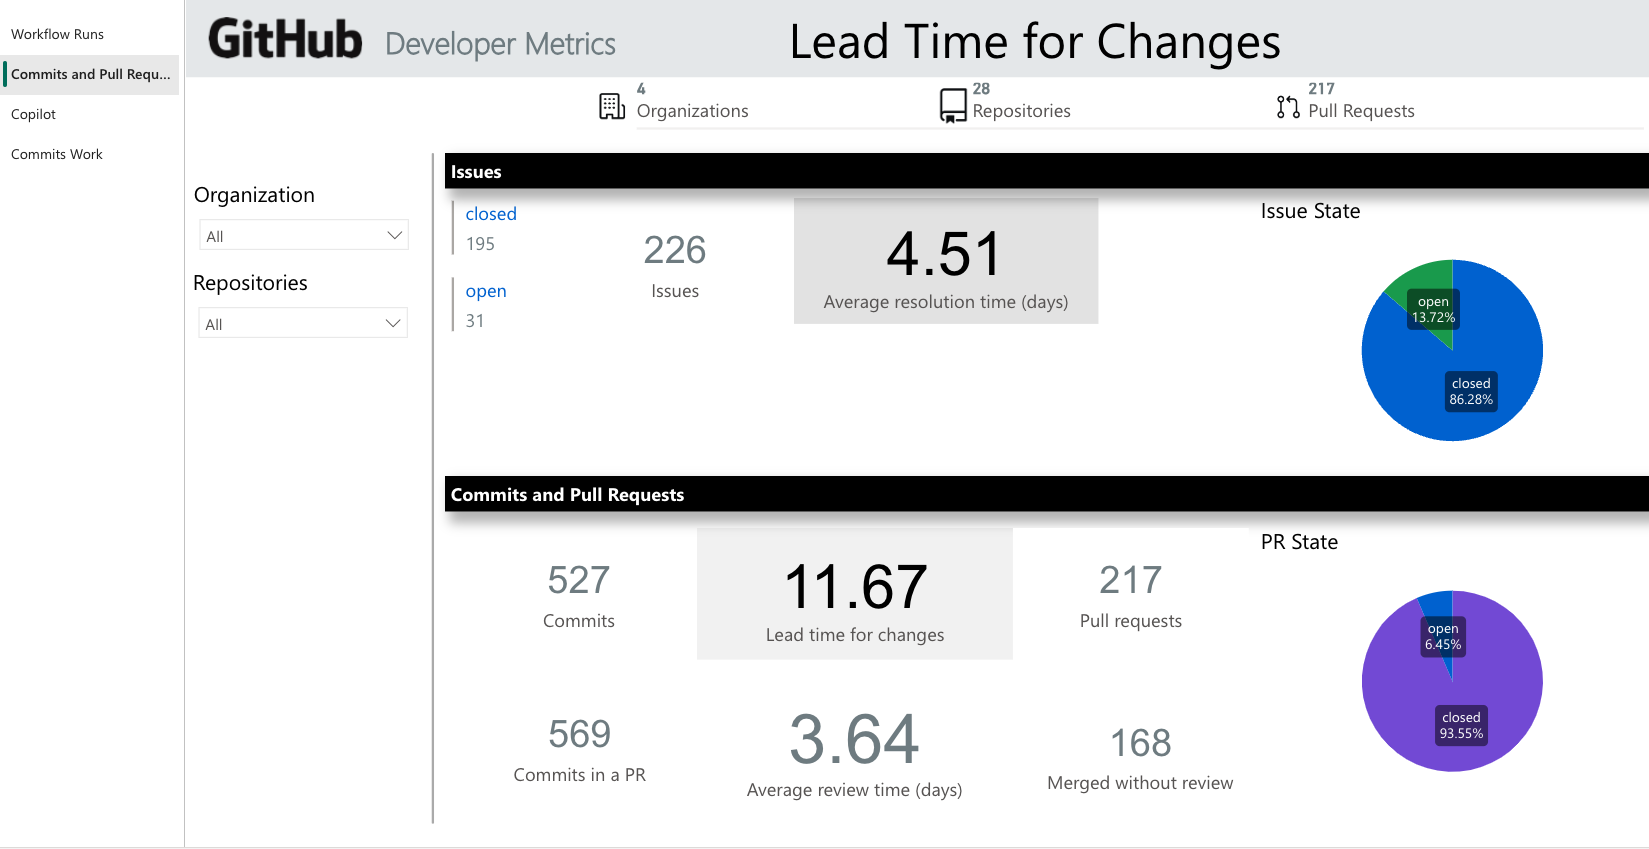 Workflow Runs
Commits and Pull Requ...
Copilot
Commits Work
GitHub Developer Metrics
Lead Time for Changes
4
Organizations
28
Repositories
217
Pull Requests
Organization
All
Repositories
All
Issues
closed
195
open
31
226
Issues
4.51
Average resolution time (days)
Issue State
open
13.72%
closed
86.28%
Commits and Pull Requests
527
Commits
11.67
Lead time for changes
217
Pull requests
569
Commits in a PR
3.64
Average review time (days)
168
Merged without review
PR State
open
6.45%
closed
93.55%